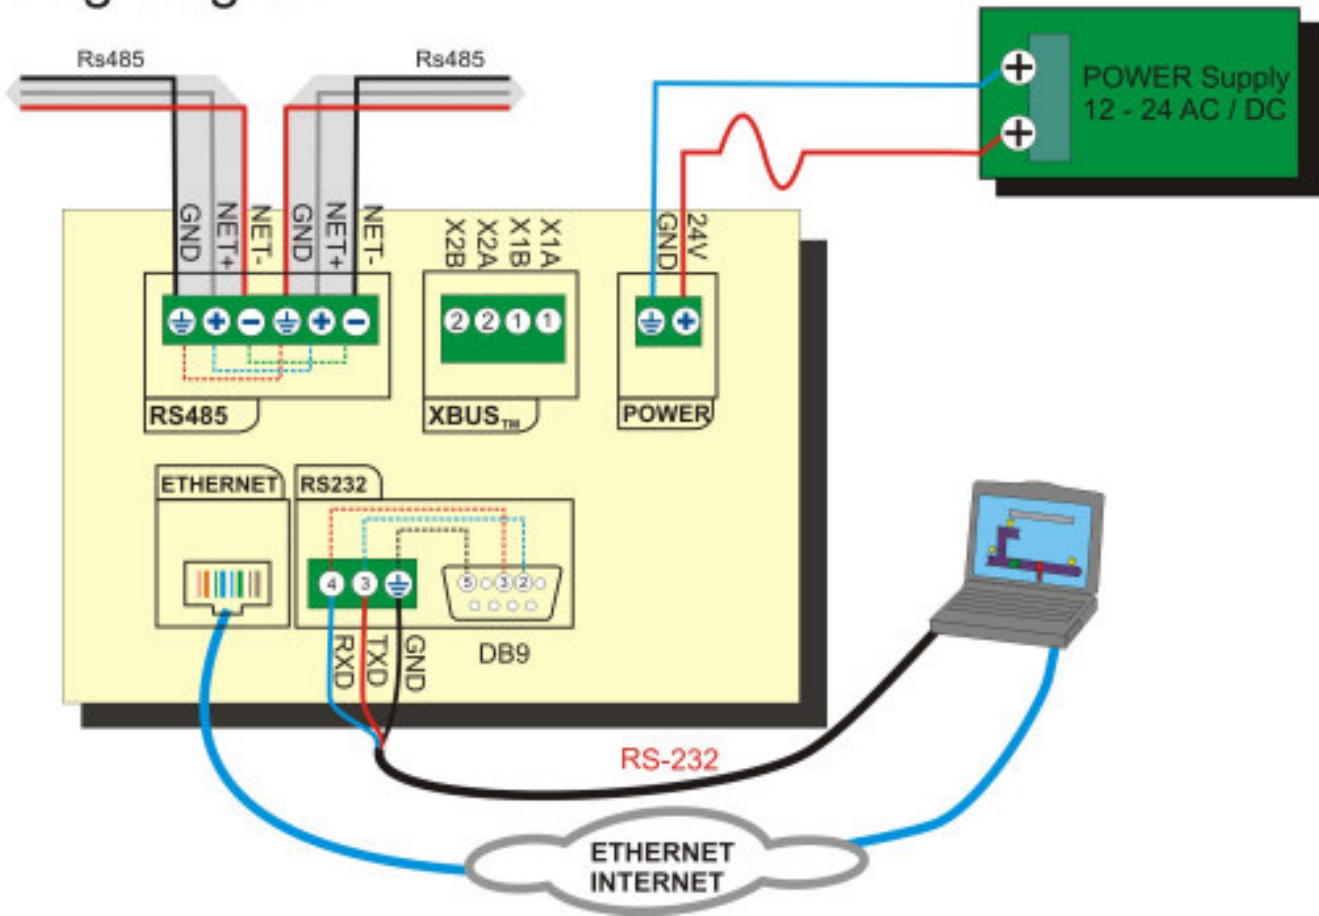 Rs485
Rs485
POWER Supply
12 - 24 AC / DC
GND
NET+
NET-
GND
NET+
NET-
X2B
X2A
X1B
X1A
GND
24V
2
2
1
1
RS485
XBUS™
POWER
ETHERNET
RS232
4
3
5
3
2
RXD
TXD
GND
DB9
RS-232
ETHERNET
INTERNET